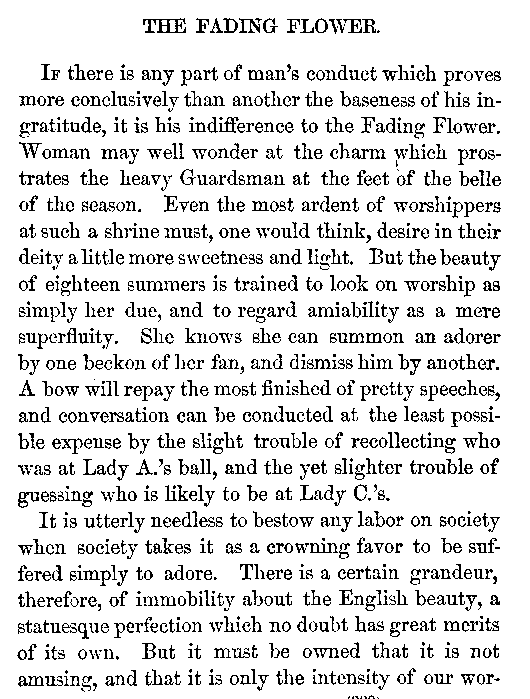 THE FADING FLOWER.
If there is any part of man's conduct which proves
more conclusively than another the baseness of his in-
gratitude, it is his indifference to the Fading Flower.
Woman may well wonder at the charm which pros-
trates the heavy Guardsman at the feet of the belle
of the season. Even the most ardent of worshippers
at such a shrine must, one would think, desire in their
deity a little more sweetness and light. But the beauty
of eighteen summers is trained to look on worship as
simply her due, and to regard amiability as a mere
superfluity. She knows she can summon an adorer
by one beckon of her fan, and dismiss him by another.
A bow will repay the most finished of pretty speeches,
and conversation can be conducted at the least possi-
ble expense by the slight trouble of recollecting who
was at Lady A.'s ball, and the yet slighter trouble of
guessing who is likely to be at Lady C.'s.
It is utterly needless to bestow any labor on society
when society takes it as a crowning favor to be suf-
fered simply to adore. There is a certain grandeur,
therefore, of immobility about the English beauty, a
statuesque perfection which no doubt has great merits
of its own. But it must be owned that it is not
amusing, and that it is only the intensity of our wor-